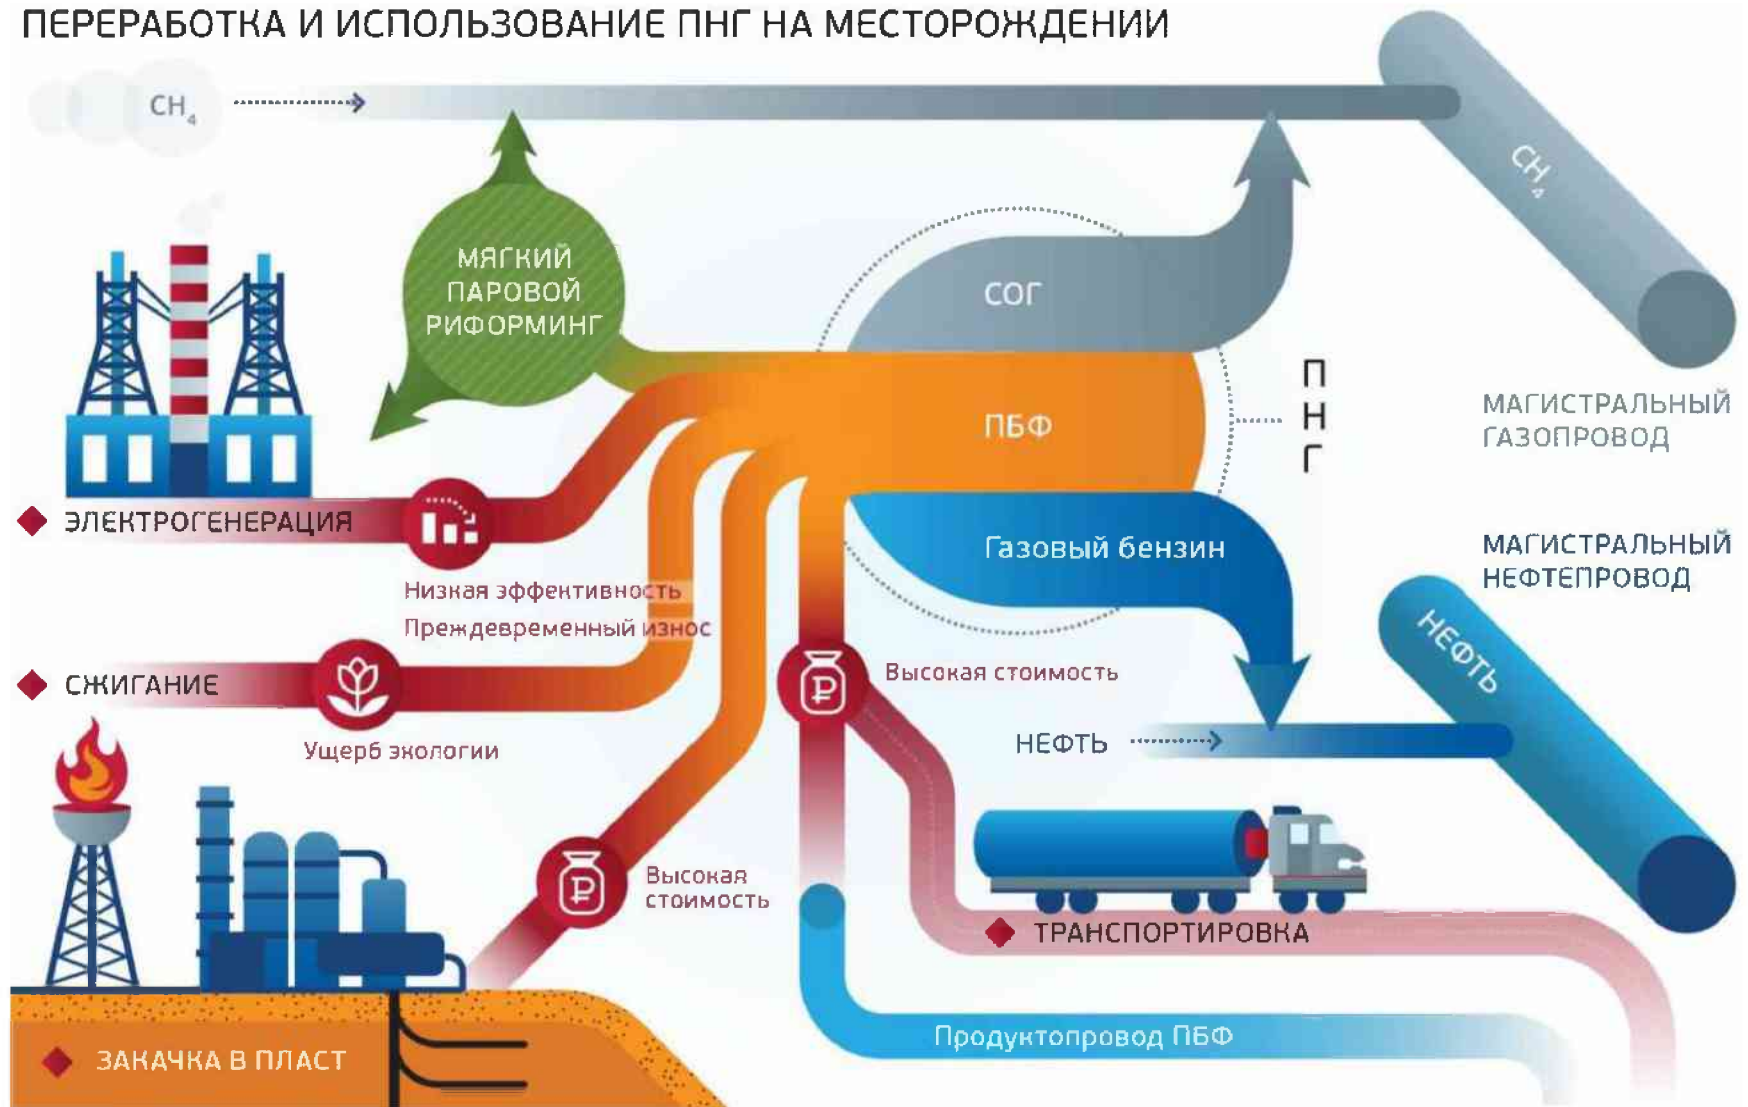 ПЕРЕРАБОТКА И ИСПОЛЬЗОВАНИЕ ПНГ НА МЕСТОРОЖДЕНИИ
CH₄
CH₄
МЯГКИЙ
ПАРОВОЙ
РИФОРМИНГ
СОГ
ПБФ
Газовый бензин
П
Н
Г
МАГИСТРАЛЬНЫЙ
ГАЗОПРОВОД
МАГИСТРАЛЬНЫЙ
НЕФТЕПРОВОД
НЕФТЬ
ЭЛЕКТРОГЕНЕРАЦИЯ
Низкая эффективность
Преждевременный износ
СЖИГАНИЕ
Ущерб экологии
Высокая стоимость
НЕФТЬ
Высокая
стоимость
ТРАНСПОРТИРОВКА
Продуктопровод ПБФ
ЗАКАЧКА В ПЛАСТ